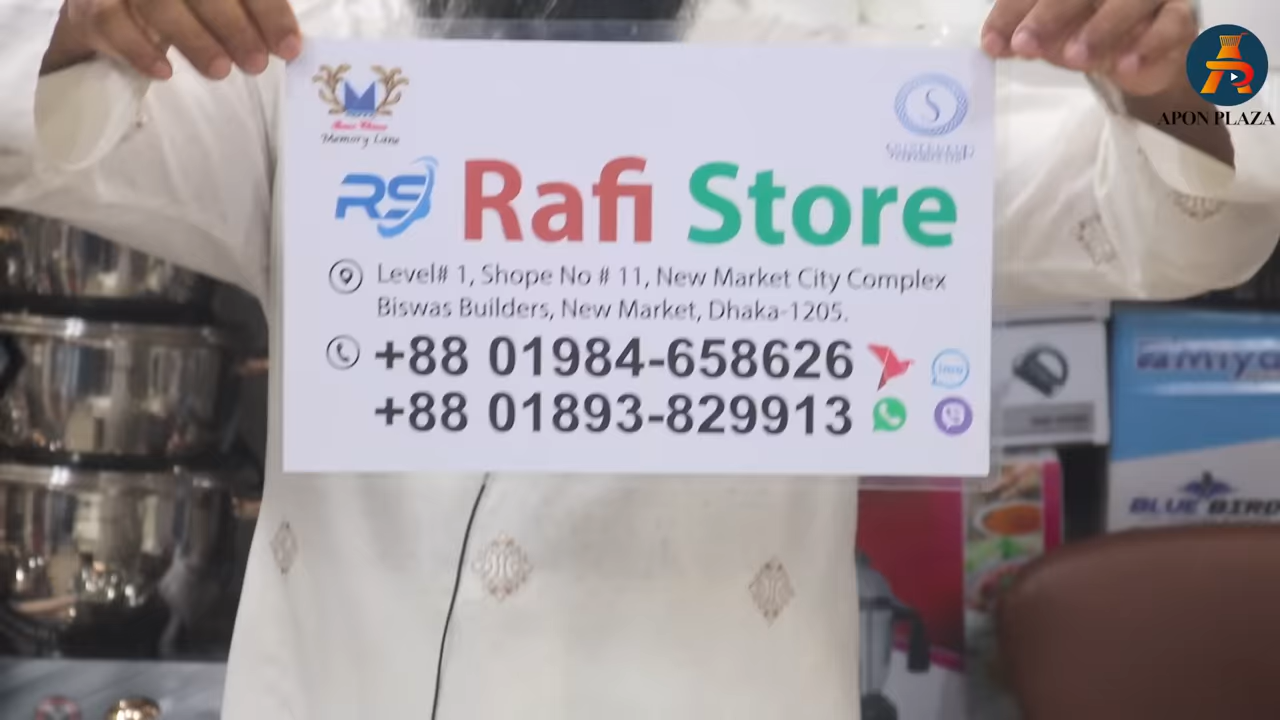 APON PLAZA
Memory Lane
RS Rafi Store
Level# 1, Shope No # 11, New Market City Complex
Biswas Builders, New Market, Dhaka-1205.
+88 01984-658626
+88 01893-829913
BLUE BIRD